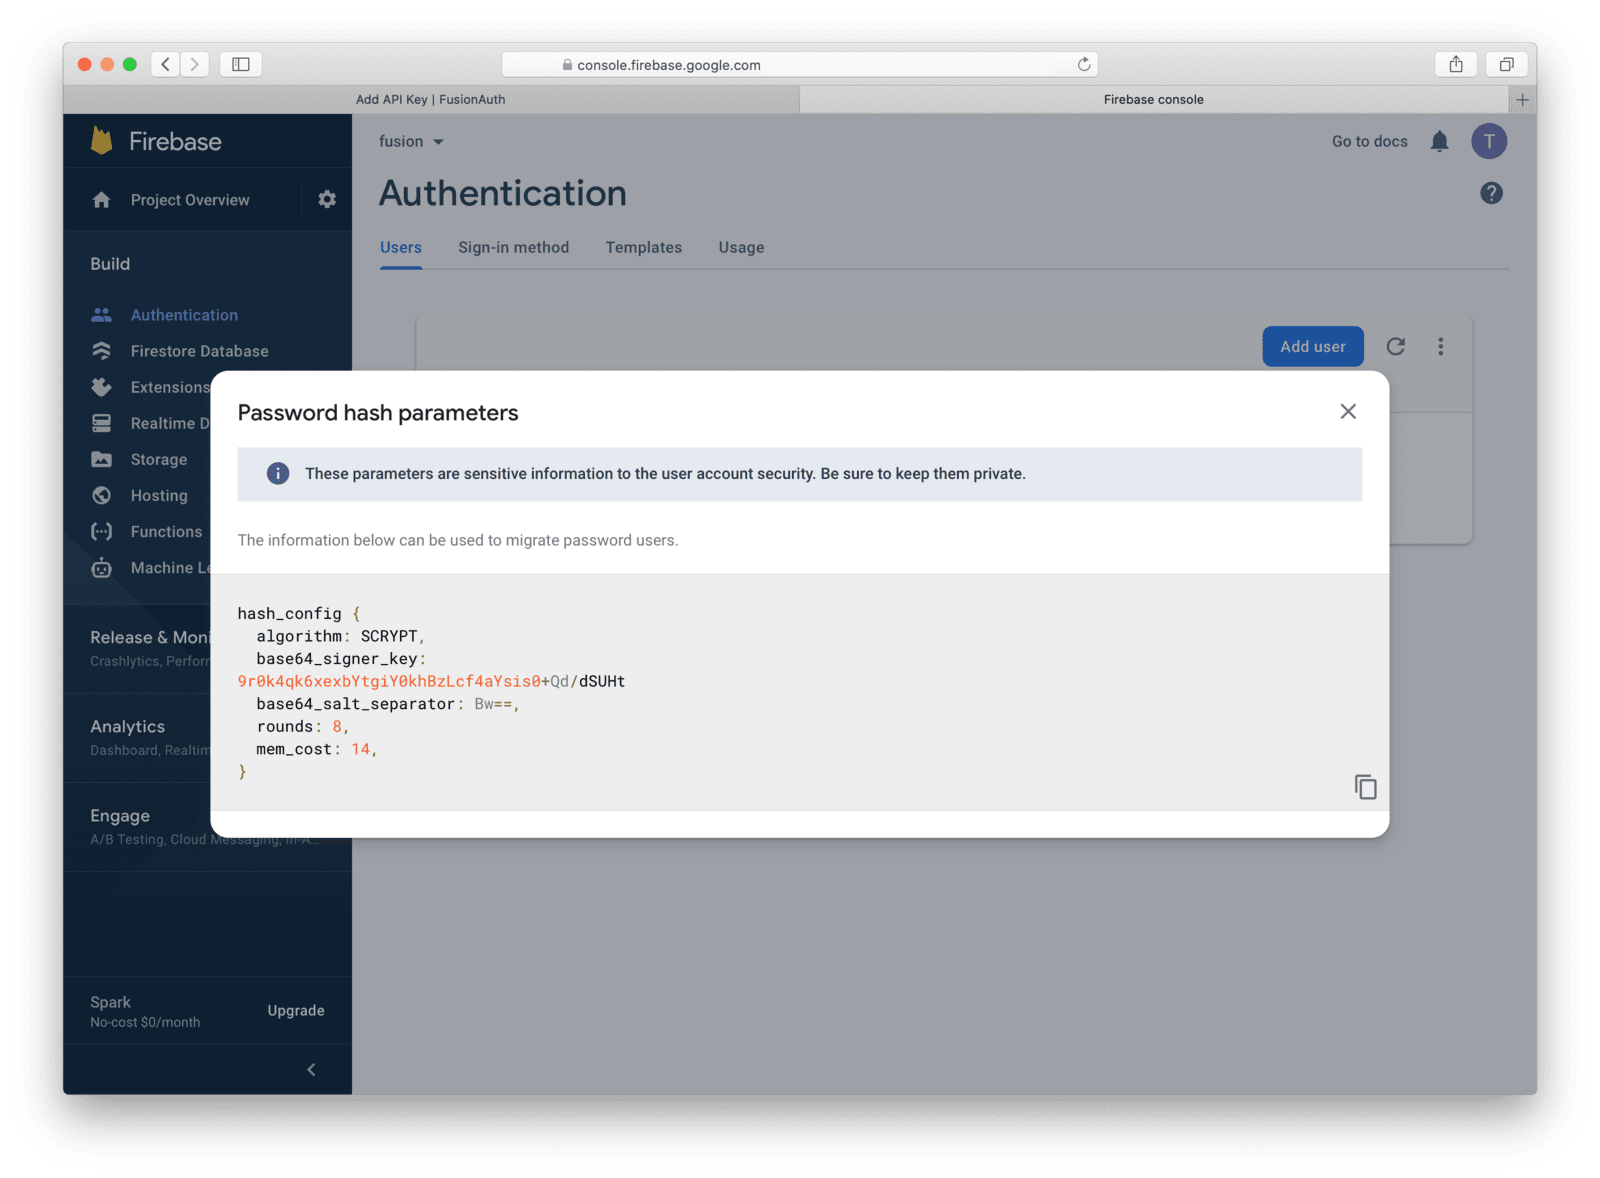 console.firebase.google.com
Add API Key | FusionAuth
Firebase console
Firebase
fusion
Go to docs
T
Project Overview
Authentication
Users
Sign-in method
Templates
Usage
Build
Authentication
Firestore Database
Extensions
Realtime D
Storage
Hosting
Functions
Machine Le
Add user
Password hash parameters
These parameters are sensitive information to the user account security. Be sure to keep them private.
The information below can be used to migrate password users.
hash_config {
algorithm: SCRYPT,
base64_signer_key:
9r0k4qk6xexbYtgiY0khBzLcf4aYsis0+Qd/dSUHt
base64_salt_separator: Bw==,
rounds: 8,
mem_cost: 14,
}
Release & Moni
Crashlytics, Perforr
Analytics
Dashboard, Realtim
Engage
A/B Testing, Cloud Messaging, In-A...
Spark
No-cost $0/month
Upgrade